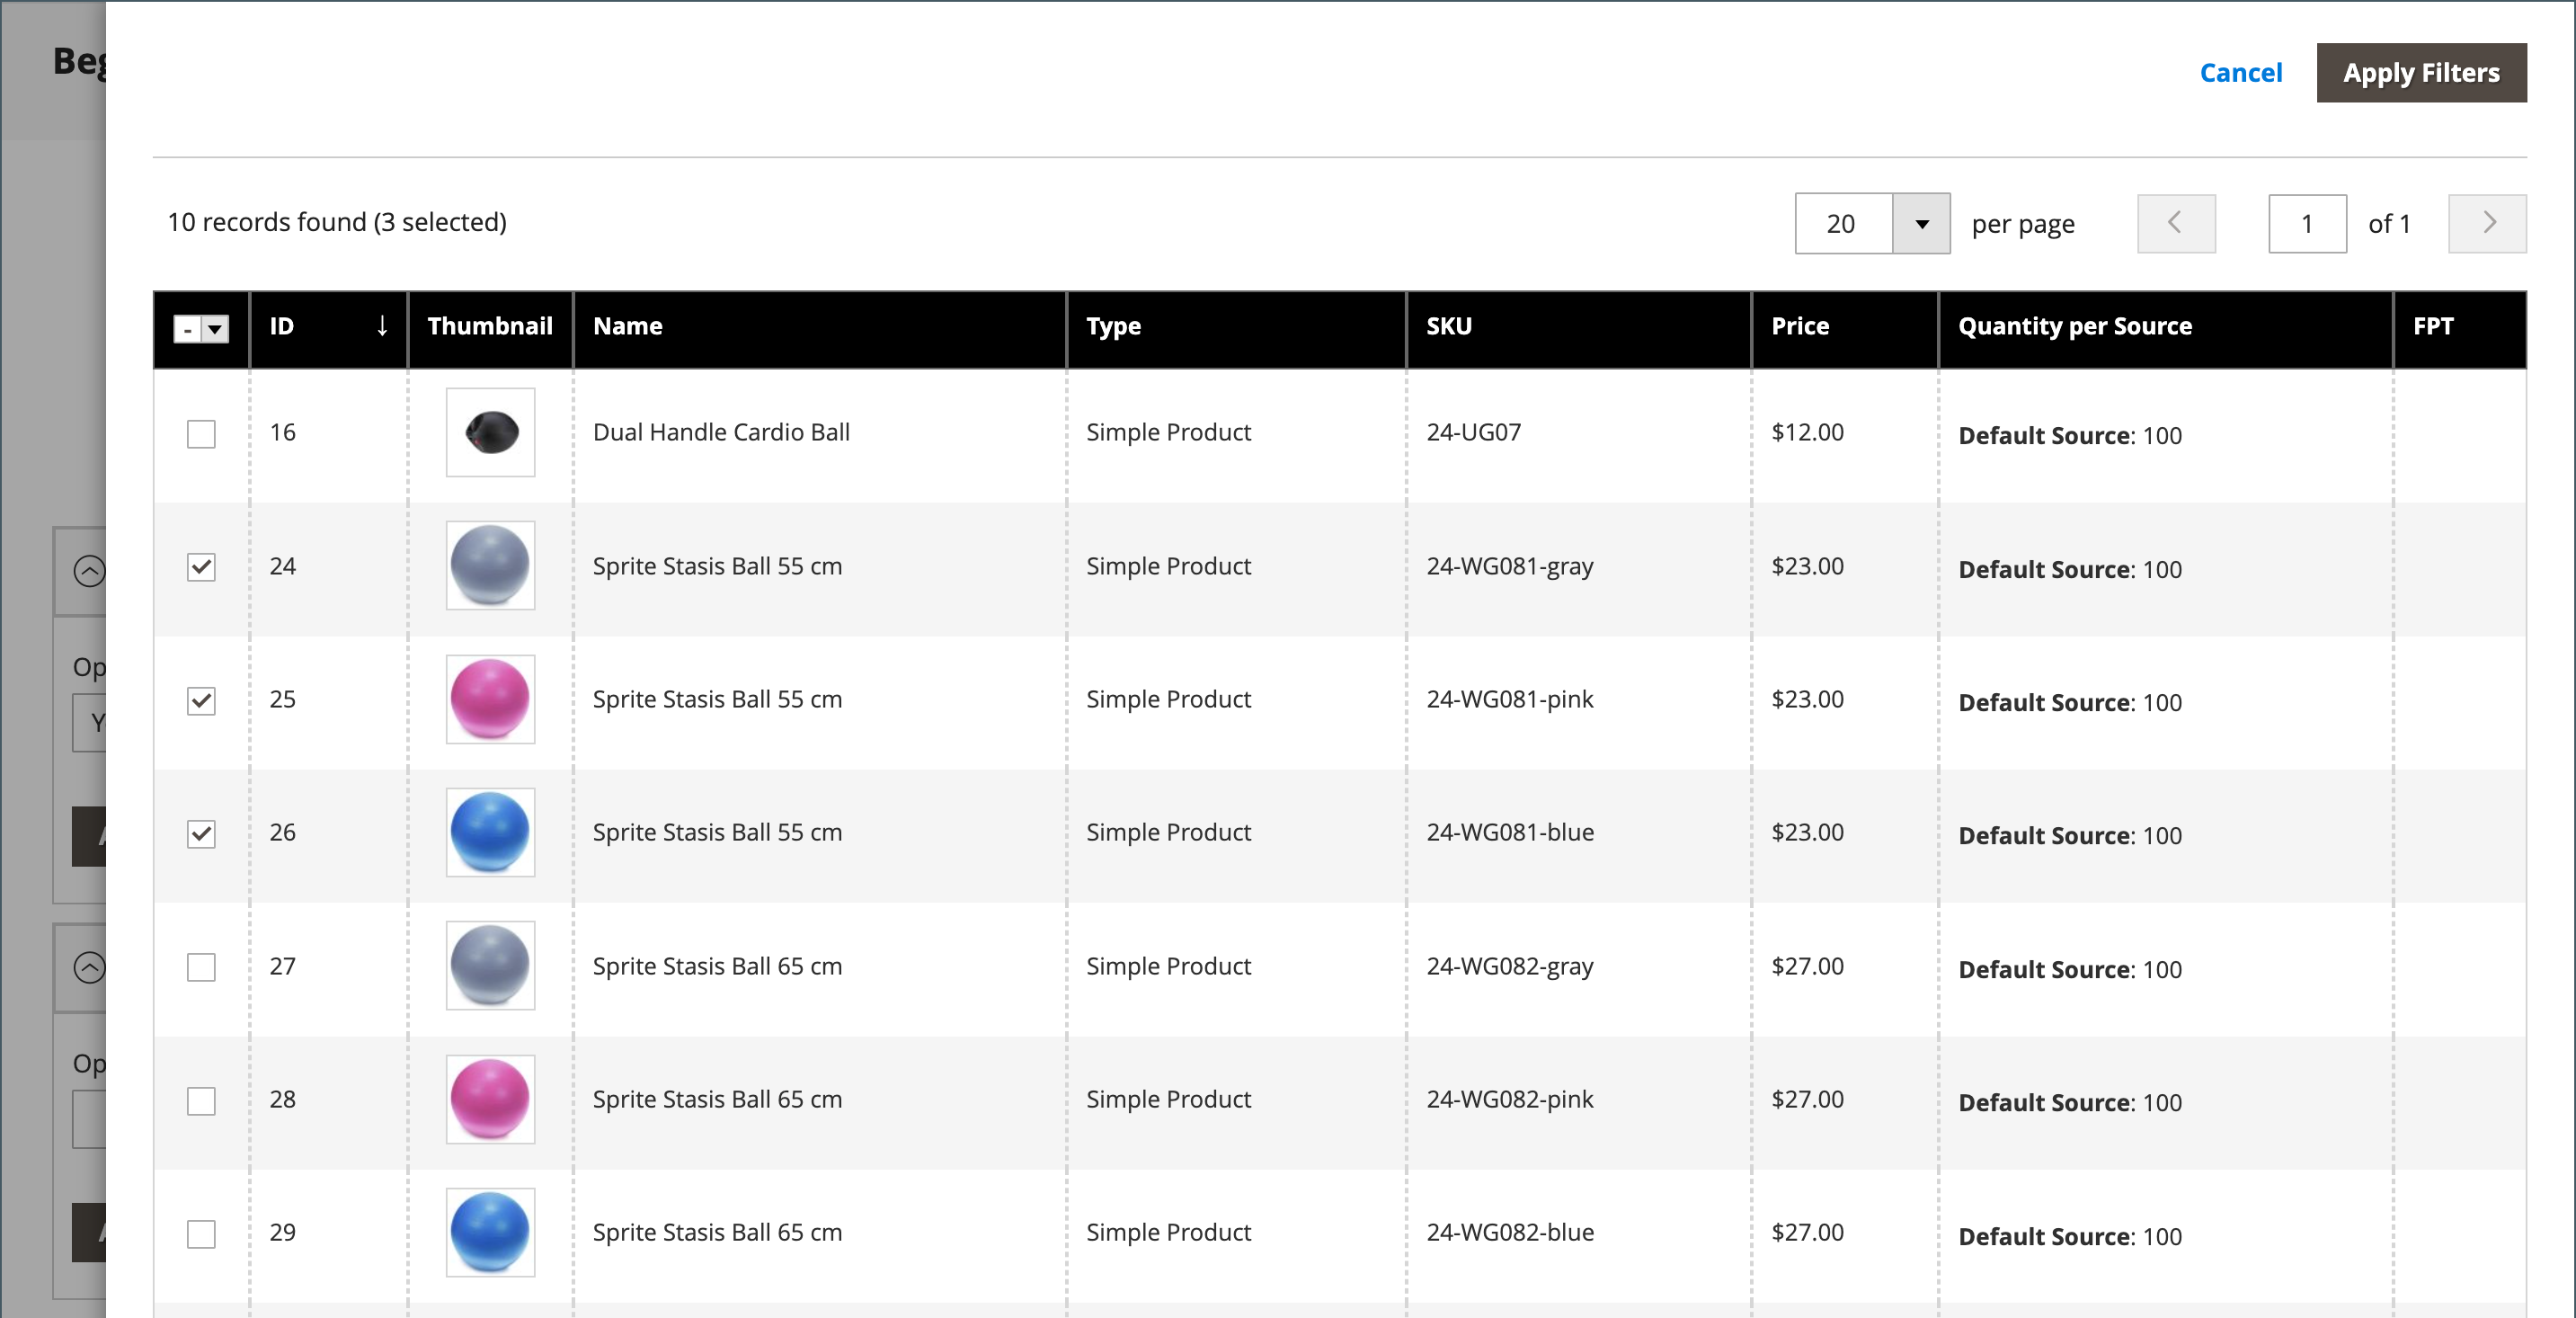 Cancel Apply Filters
10 records found (3 selected) 20 per page 1 of 1
- ID ↓ Thumbnail Name Type SKU Price Quantity per Source FPT
16 Dual Handle Cardio Ball Simple Product 24-UG07 $12.00 Default Source: 100
24 Sprite Stasis Ball 55 cm Simple Product 24-WG081-gray $23.00 Default Source: 100
25 Sprite Stasis Ball 55 cm Simple Product 24-WG081-pink $23.00 Default Source: 100
26 Sprite Stasis Ball 55 cm Simple Product 24-WG081-blue $23.00 Default Source: 100
27 Sprite Stasis Ball 65 cm Simple Product 24-WG082-gray $27.00 Default Source: 100
28 Sprite Stasis Ball 65 cm Simple Product 24-WG082-pink $27.00 Default Source: 100
29 Sprite Stasis Ball 65 cm Simple Product 24-WG082-blue $27.00 Default Source: 100